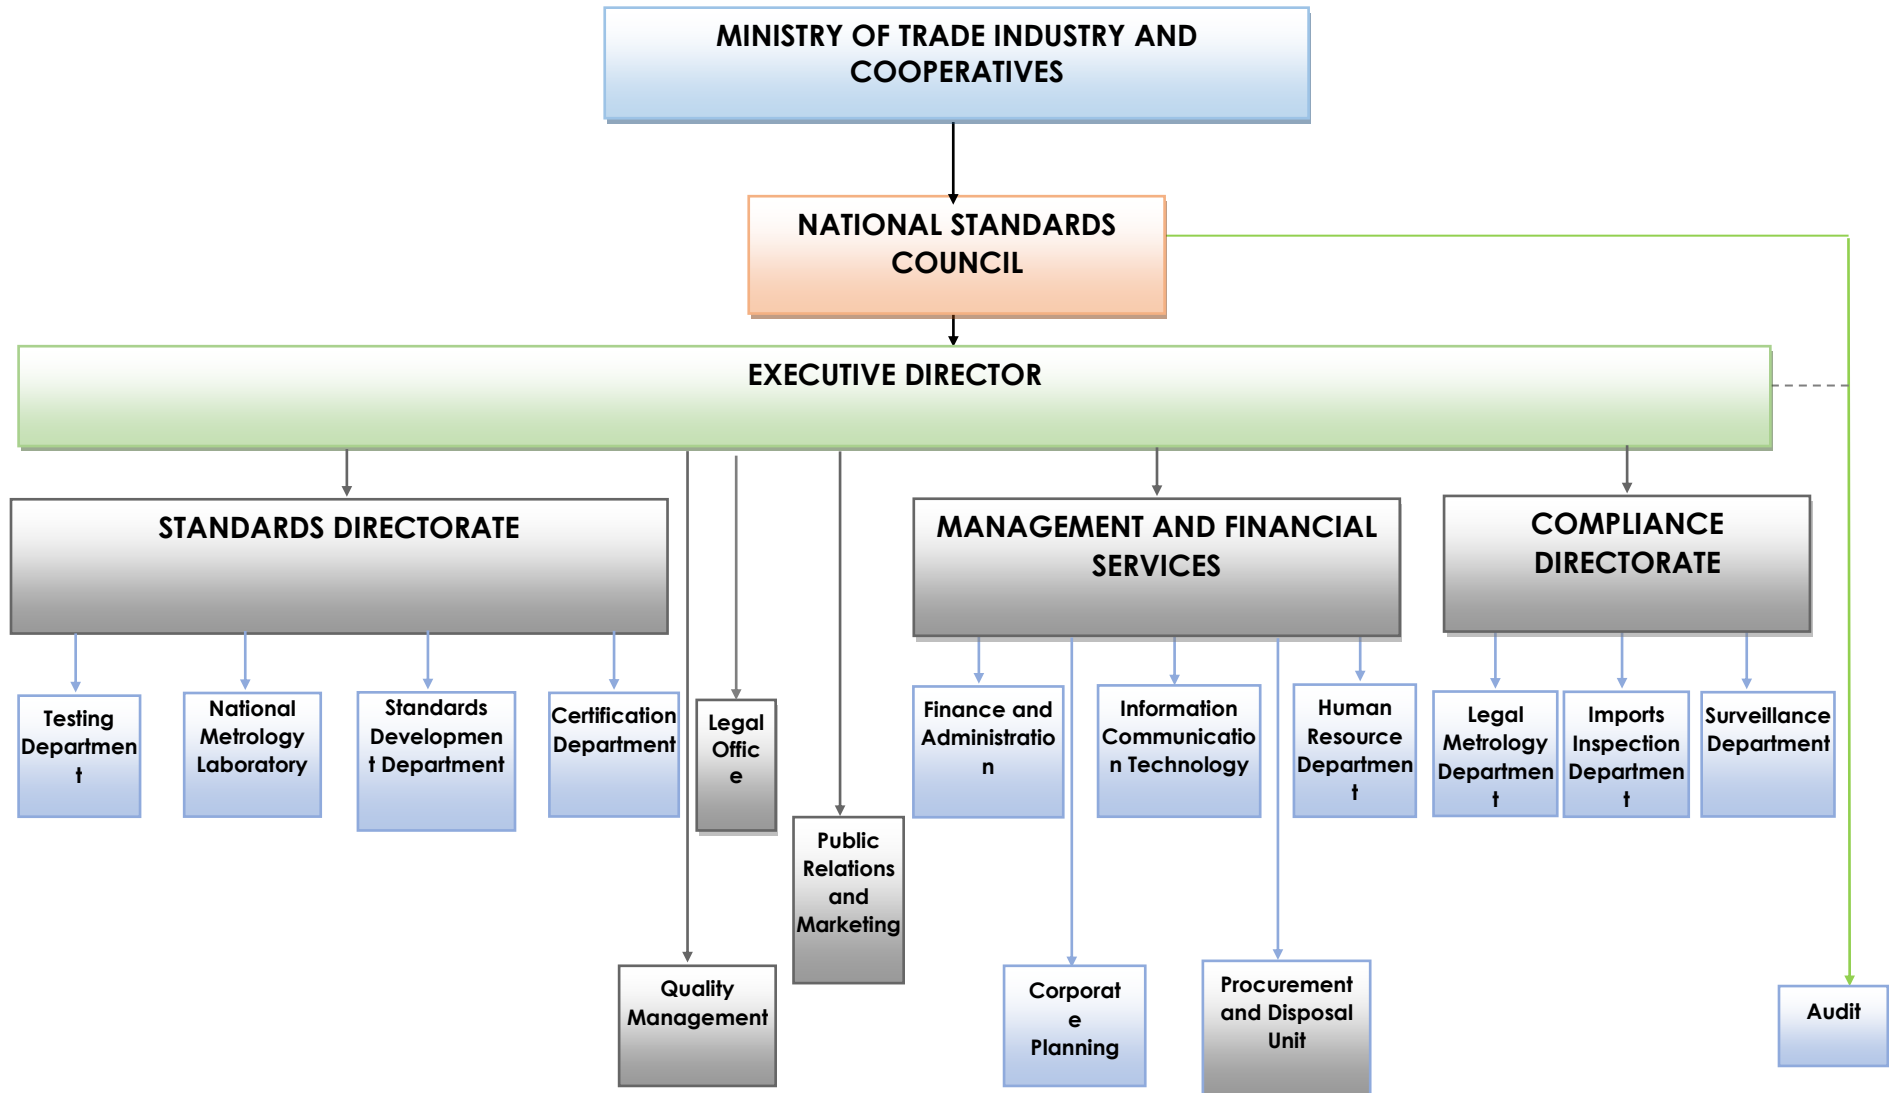 MINISTRY OF TRADE INDUSTRY AND
COOPERATIVES
NATIONAL STANDARDS
COUNCIL
EXECUTIVE DIRECTOR
STANDARDS DIRECTORATE
MANAGEMENT AND FINANCIAL
SERVICES
COMPLIANCE
DIRECTORATE
Testing
Departmen
t
National
Metrology
Laboratory
Standards
Developmen
t Department
Certification
Department
Legal
Offic
e
Public
Relations
and
Marketing
Quality
Management
Finance and
Administratio
n
Information
Communicatio
n Technology
Human
Resource
Departmen
t
Corporat
e
Planning
Procurement
and Disposal
Unit
Legal
Metrology
Departmen
t
Imports
Inspection
Departmen
t
Surveillance
Department
Audit